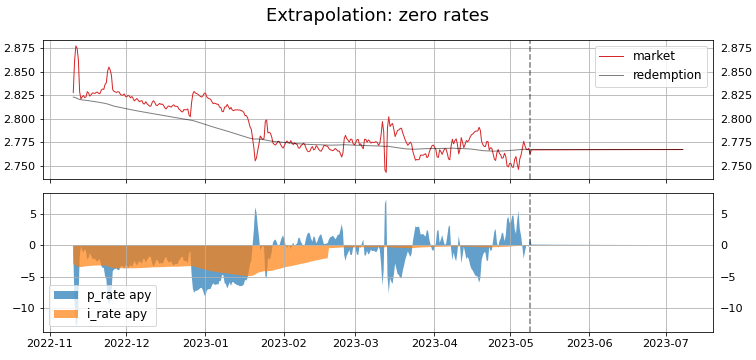 Extrapolation: zero rates
2.875 2.875
2.850 2.850
2.825 2.825
2.800 2.800
2.775 2.775
2.750 2.750
market
redemption
5 5
0 0
−5 −5
−10 −10
p_rate apy
i_rate apy
2022-11 2022-12 2023-01 2023-02 2023-03 2023-04 2023-05 2023-06 2023-07